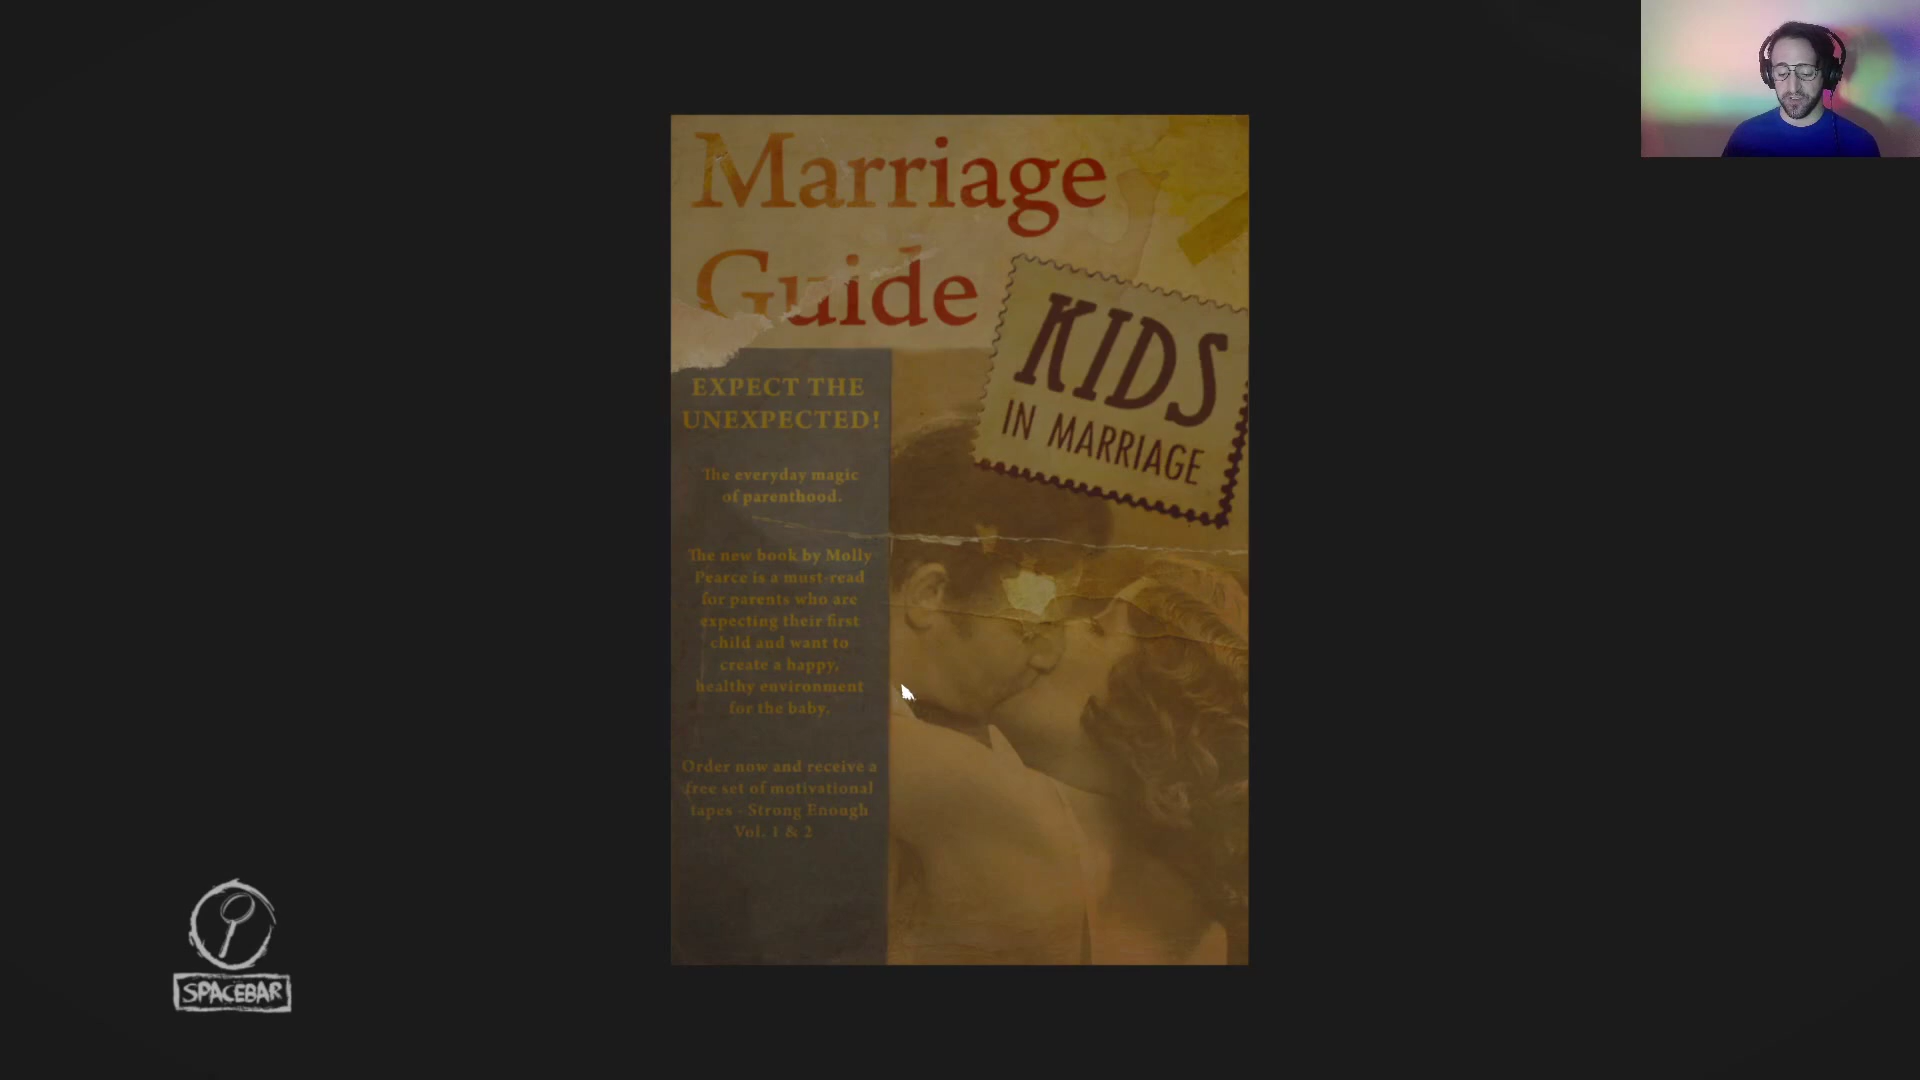 Marriage
Guide
KIDS
IN MARRIAGE
EXPECT THE
UNEXPECTED!
The everyday magic
of parenthood.
The new book by Molly
Pearce is a must-read
for parents who are
expecting their first
child and want to
create a happy,
healthy environment
for the baby.
Order now and receive a
free set of motivational
tapes - Strong Enough
Vol. 1 & 2
SPACEBAR